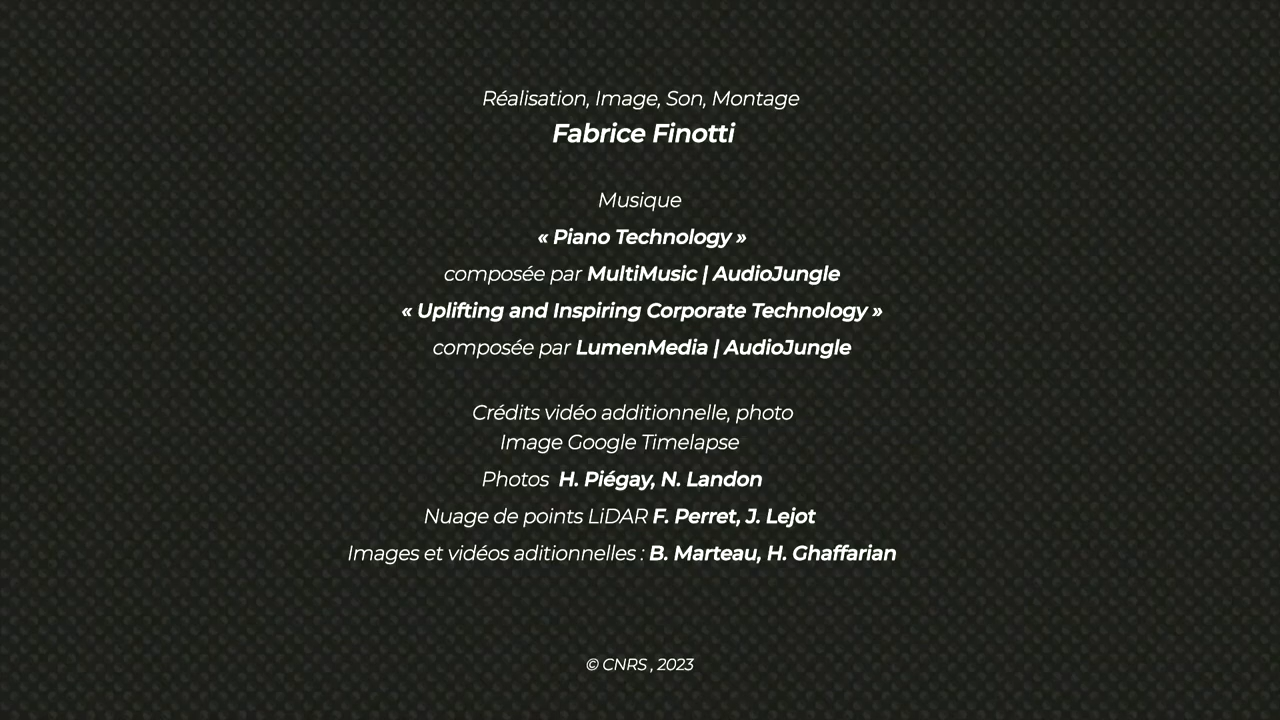 Réalisation, Image, Son, Montage
Fabrice Finotti
Musique
« Piano Technology »
composée par MultiMusic | AudioJungle
« Uplifting and Inspiring Corporate Technology »
composée par LumenMedia | AudioJungle
Crédits vidéo additionnelle, photo
Image Google Timelapse
Photos H. Piégay, N. Landon
Nuage de points LiDAR F. Perret, J. Lejot
Images et vidéos aditionnelles : B. Marteau, H. Ghaffarian
© CNRS , 2023